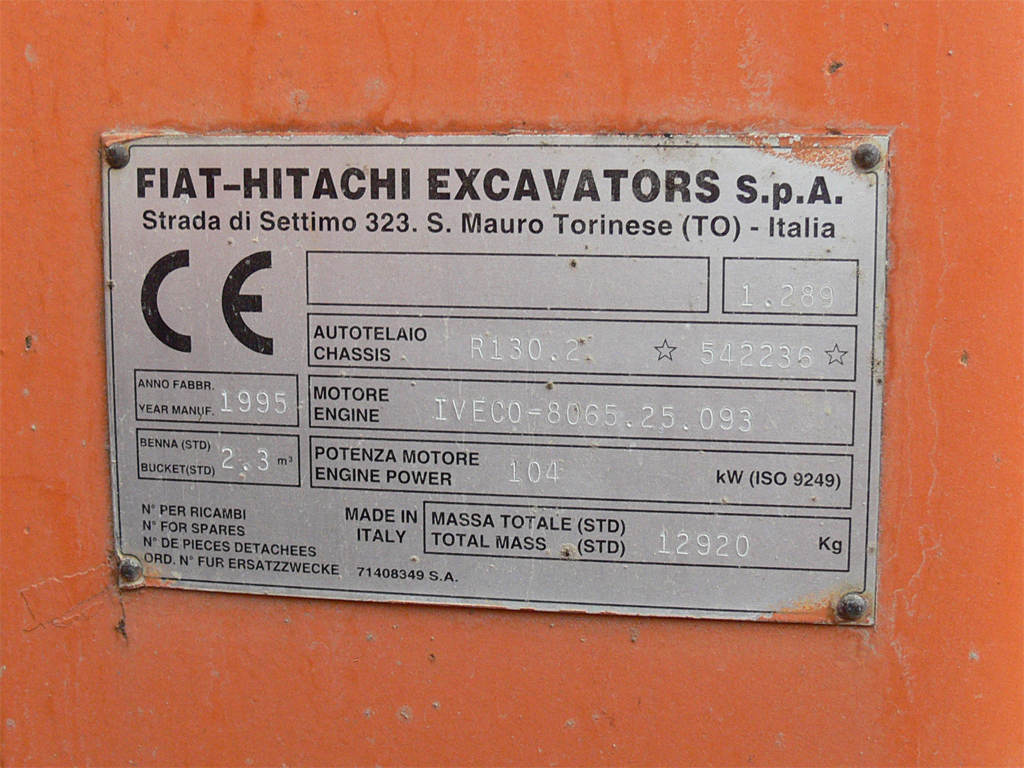 FIAT-HITACHI EXCAVATORS S.p.A.
Strada di Settimo 323. S. Mauro Torinese (TO) - Italia
CE
1.289
AUTOTELAIO
CHASSIS R130.2 ☆ 542236 ☆
ANNO FABBR.
YEAR MANUF. 1995
MOTORE
ENGINE IVECO-8065.25.093
BENNA (STD)
BUCKET(STD) 2.3 m³
POTENZA MOTORE
ENGINE POWER 104 kW (ISO 9249)
N° PER RICAMBI
N° FOR SPARES
N° DE PIECES DETACHEES
ORD. N° FUR ERSATZZWECKE 71408349 S.A.
MADE IN
ITALY
MASSA TOTALE (STD)
TOTAL MASS (STD) 12920 Kg